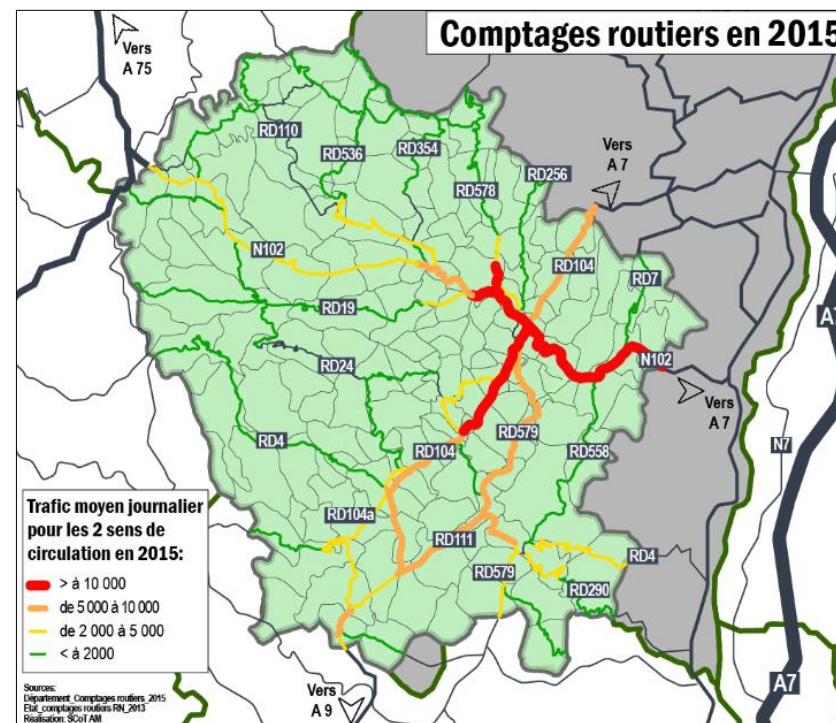 Comptages routiers en 2015
Vers
A 75
Vers
A 7
RD110
RD536
RD354
RD578
RD256
N102
RD104
RD7
RD19
RD24
N102
A7
Vers
A 7
RD4
RD104
RD579
RD558
N7
RD104a
RD111
RD579
RD4
RD290
A7
Vers
A 9
Trafic moyen journalier
pour les 2 sens de
circulation en 2015:
> à 10 000
de 5 000 à 10 000
de 2 000 à 5 000
< à 2000
Sources:
Département_Comptages routiers_2015
Etat_comptages routiers RN_2013
Réalisation: SCoT AM